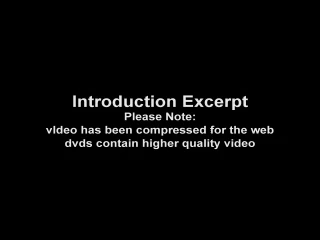 Introduction Excerpt
Please Note:
vIdeo has been compressed for the web
dvds contain higher quality video